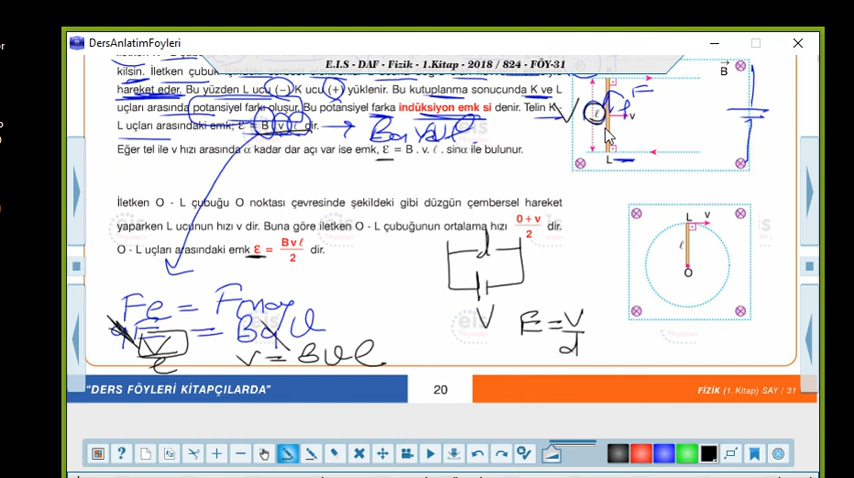 DersAnlatimFoyleri
E.I.S - DAF - Fizik - 1.Kitap - 2018 / 824 - FÖY-31
kilsin. İletken çubuk
hareket eder. Bu yüzden L ucu (−) K ucu (+) yüklenir. Bu kutuplanma sonucunda K ve L
uçları arasında potansiyel farkı oluşur. Bu potansiyel farka indüksiyon emk si denir. Telin K -
L uçları arasındaki emk; ε = B v ℓ dir.
Eğer tel ile v hızı arasında α kadar dar açı var ise emk, ε = B . v. ℓ . sinα ile bulunur.
B
F
V
ℓ
v
L
İletken O - L çubuğu O noktası çevresinde şekildeki gibi düzgün çembersel hareket
yaparken L ucunun hızı v dir. Buna göre iletken O - L çubuğunun ortalama hızı 0 + v / 2 dir.
O - L uçları arasındaki emk ε = B v ℓ / 2 dir.
L
v
ℓ
O
d
V
E = V / d
Fe = Fmag
V / ℓ
V = Bυℓ
eis
"DERS FÖYLERİ KİTAPÇILARDA"
20
FİZİK (1. Kitap) SAY / 31